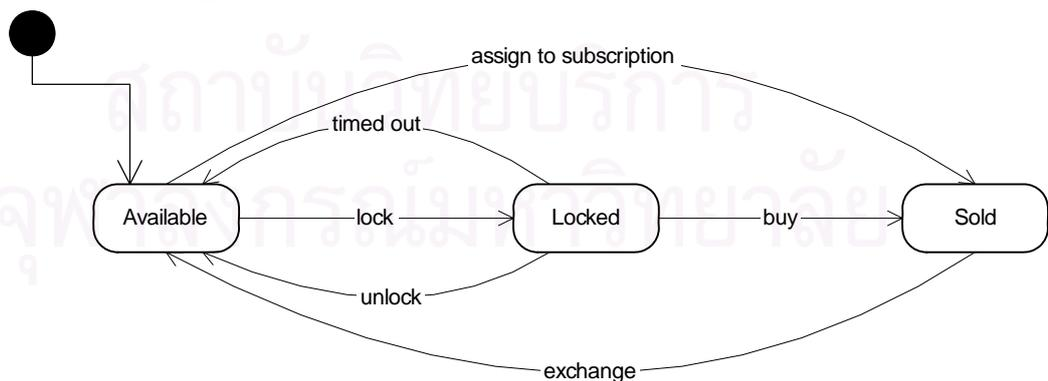 assign to subscription
สถาบันวิทยบริการ
timed out
จุฬาลงกรณ์มหาวิทยาลัย
Available
lock
Locked
buy
Sold
unlock
exchange